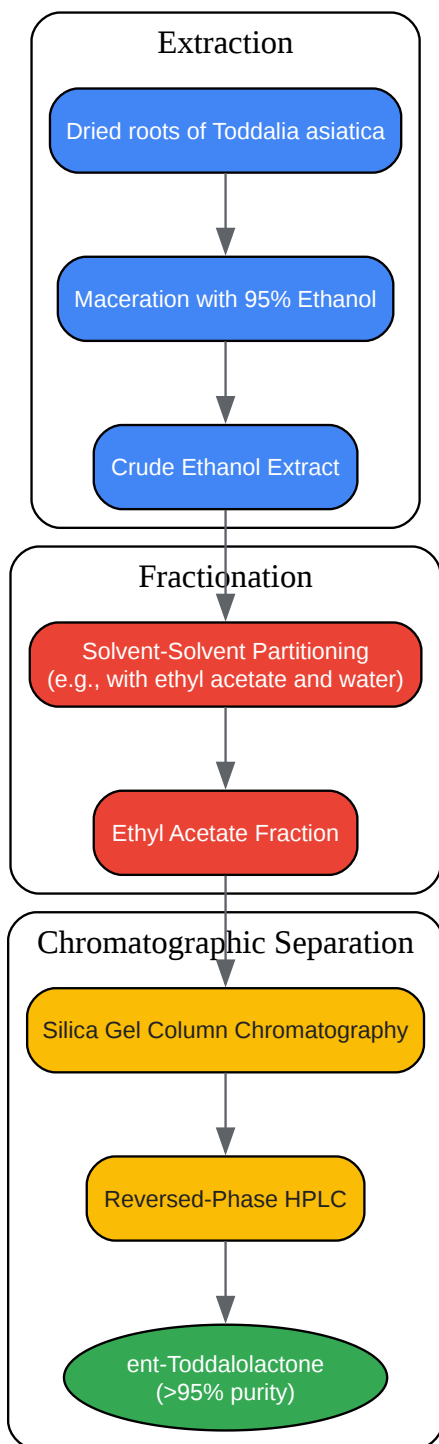 Extraction
Dried roots of Toddalia asiatica
Maceration with 95% Ethanol
Crude Ethanol Extract
Fractionation
Solvent-Solvent Partitioning
(e.g., with ethyl acetate and water)
Ethyl Acetate Fraction
Chromatographic Separation
Silica Gel Column Chromatography
Reversed-Phase HPLC
ent-Toddalolactone
(>95% purity)